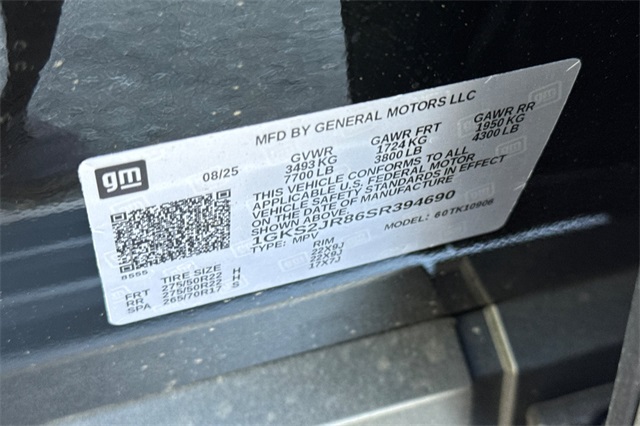 MFD BY GENERAL MOTORS LLC
gm
08/25
GVWR
3493 KG
7700 LB
GAWR FRT
1724 KG
3800 LB
GAWR RR
1950 KG
4300 LB
THIS VEHICLE CONFORMS TO ALL
APPLICABLE U.S. FEDERAL MOTOR
VEHICLE SAFETY STANDARDS IN EFFECT
ON THE DATE OF MANUFACTURE
SHOWN ABOVE.
1GKS2JR86SR394690
TYPE: MPV
MODEL: 60TK10906
TIRE SIZE RIM
FRT 275/50R22 H 22X9J
RR 275/50R22 H 22X9J
SPA 265/70R17 S 17X7J